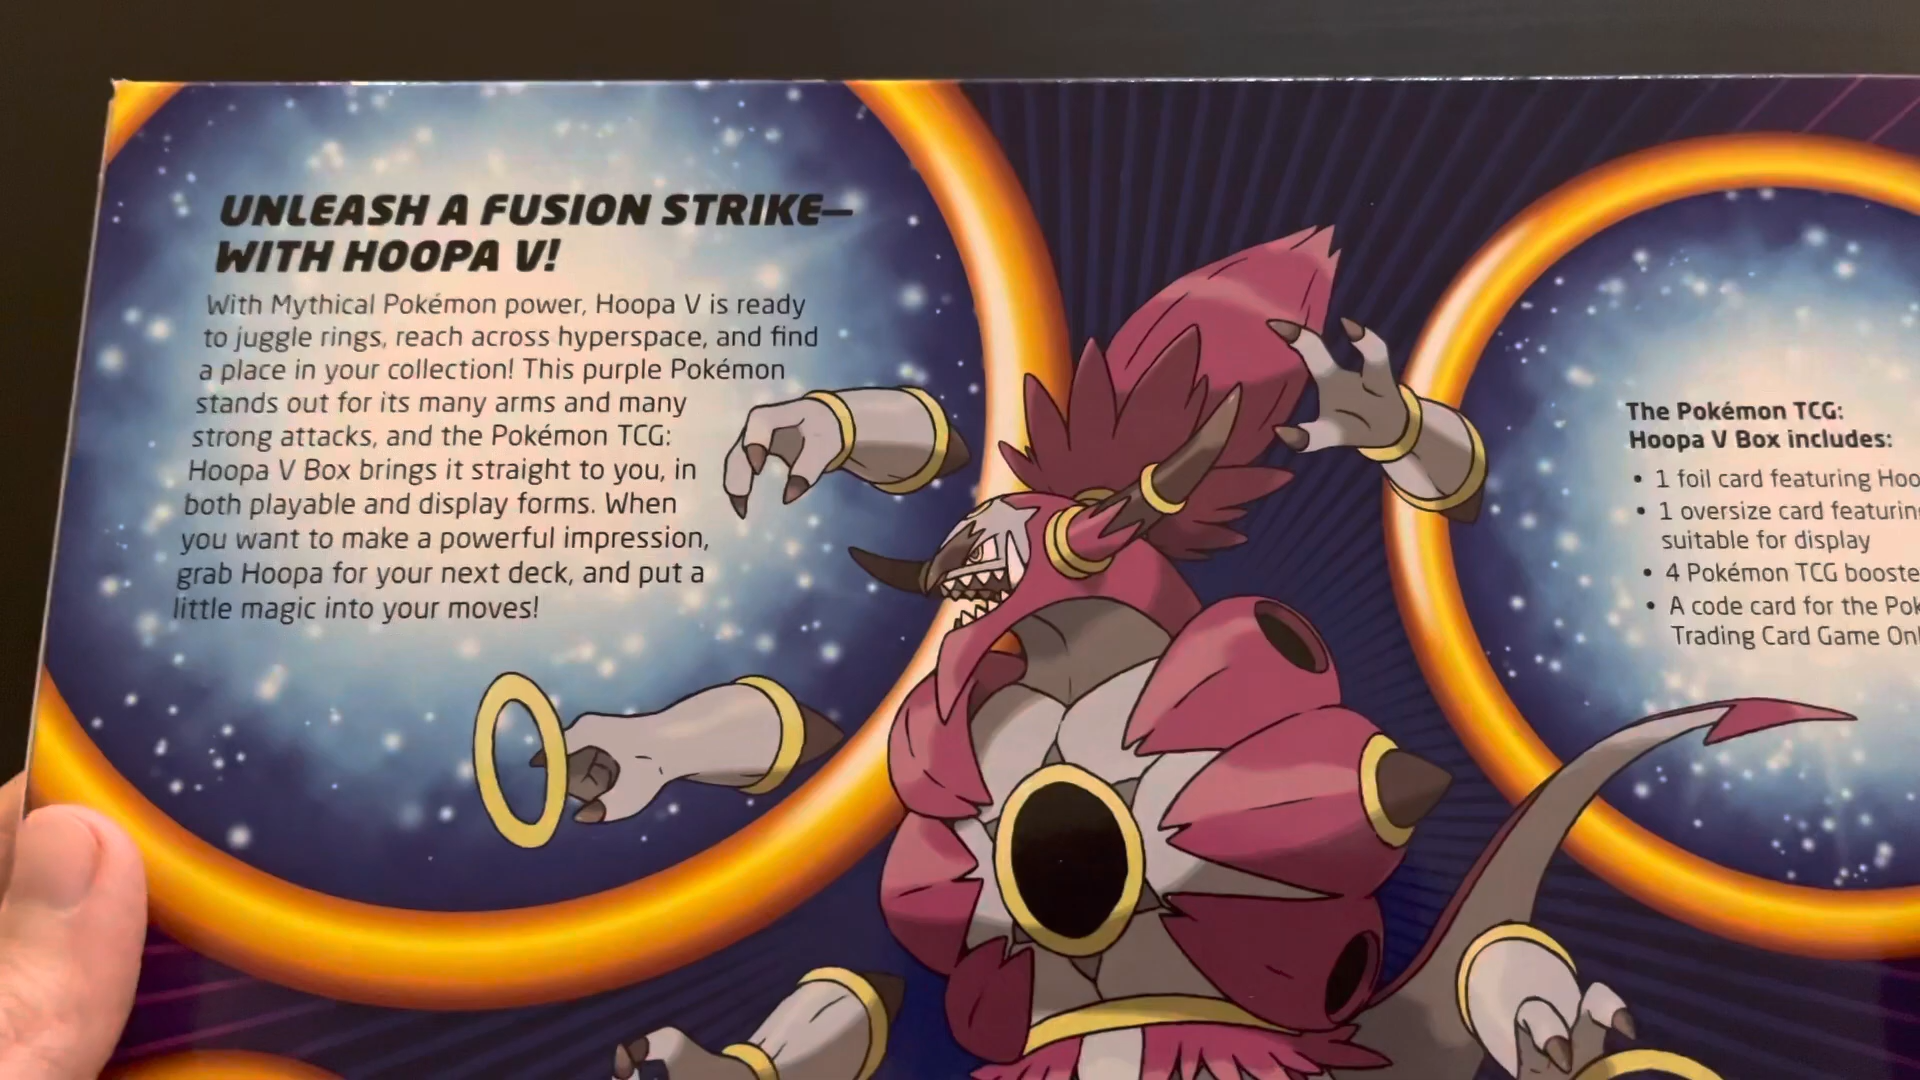 UNLEASH A FUSION STRIKE—
WITH HOOPA V!
With Mythical Pokémon power, Hoopa V is ready
to juggle rings, reach across hyperspace, and find
a place in your collection! This purple Pokémon
stands out for its many arms and many
strong attacks, and the Pokémon TCG:
Hoopa V Box brings it straight to you, in
both playable and display forms. When
you want to make a powerful impression,
grab Hoopa for your next deck, and put a
little magic into your moves!
The Pokémon TCG:
Hoopa V Box includes:
• 1 foil card featuring
• 1 oversize card
suitable for display
• 4 Pokémon TCG
• A code card for the
Trading Card Game